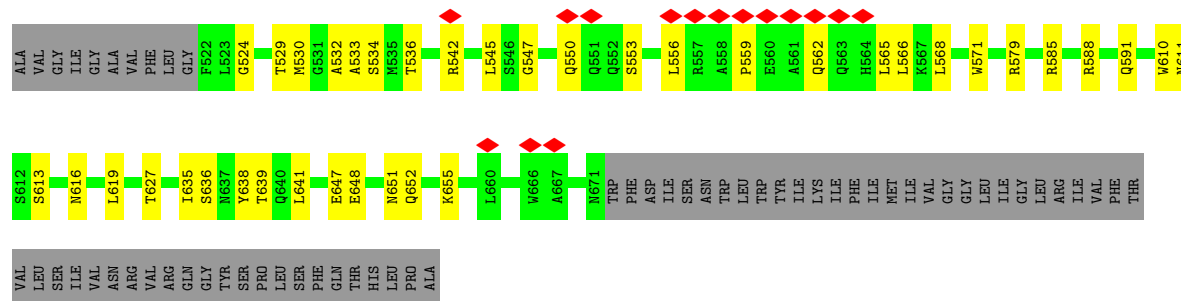 ALA VAL GLY ILE GLY ALA VAL PHE LEU GLY F522 L523 G524 T529 M530 G531 A532 A533 S534 M535 T536 R542 L545 S546 G547 Q550 Q551 Q552 S553 L556 R557 A558 P559 E560 A561 Q562 Q563 H564 L565 L566 K567 L568 W571 R579 R585 R588 Q591 W610 N611
S612 S613 N616 L619 T627 I635 S636 N637 Y638 T639 Q640 L641 E647 E648 N651 Q652 K655 L660 W666 A667 N671 TRP PHE ASP ILE SER ASN TRP LEU TRP TYR ILE LYS ILE PHE ILE MET ILE VAL GLY GLY LEU ILE GLY LEU ARG ILE VAL PHE THR
VAL LEU SER ILE VAL ASN ARG VAL ARG GLN GLY TYR SER PRO LEU SER PHE GLN THR HIS LEU PRO ALA